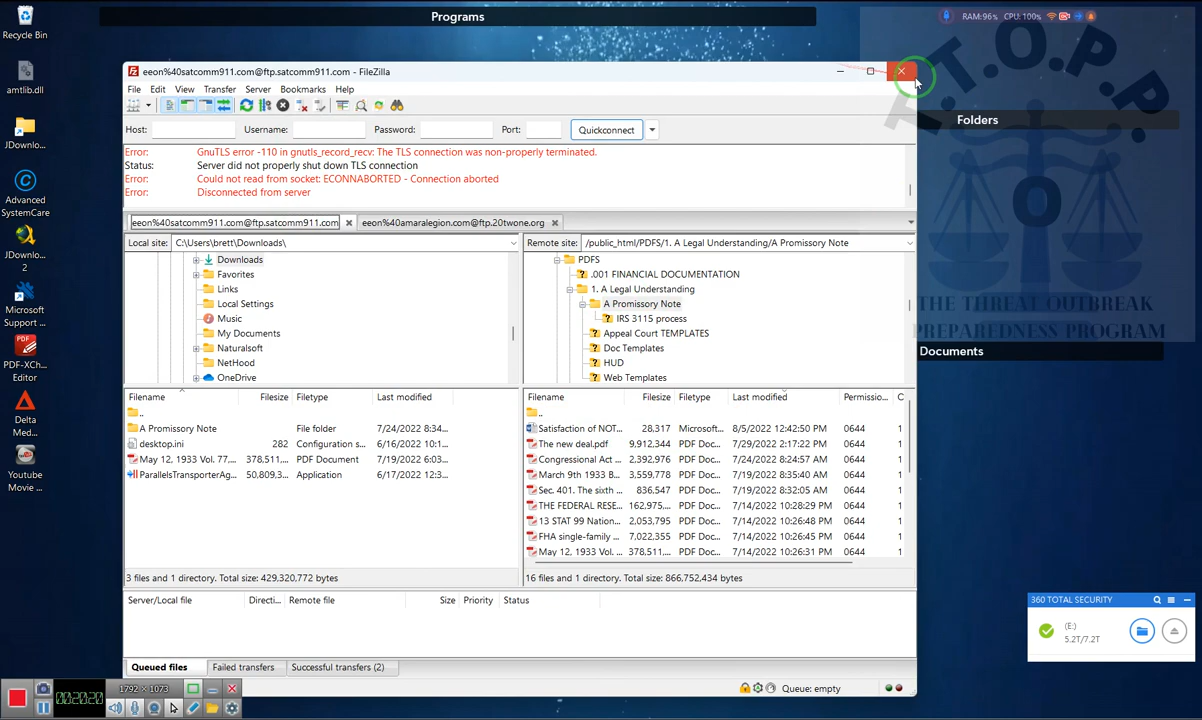 Programs
RAM:96% CPU:100%
Recycle Bin
amtlib.dll
JDownlo...
Advanced
SystemCare
JDownlo...
2
Microsoft
Support ...
PDF-XCh...
Editor
Delta
Med...
Youtube
Movie ...
eeon%40satcomm911.com@ftp.satcomm911.com - FileZilla
File Edit View Transfer Server Bookmarks Help
Host: Username: Password: Port: Quickconnect
Error: GnuTLS error -110 in gnutls_record_recv: The TLS connection was non-properly terminated.
Status: Server did not properly shut down TLS connection
Error: Could not read from socket: ECONNABORTED - Connection aborted
Error: Disconnected from server
eeon%40satcomm911.com@ftp.satcomm911.com eeon%40amaralegion.com@ftp.20twone.org
Local site: C:\Users\brett\Downloads\
Downloads
Favorites
Links
Local Settings
Music
My Documents
Naturalsoft
NetHood
OneDrive
Remote site: /public_html/PDFS/1. A Legal Understanding/A Promissory Note
PDFS
.001 FINANCIAL DOCUMENTATION
1. A Legal Understanding
A Promissory Note
IRS 3115 process
Appeal Court TEMPLATES
Doc Templates
HUD
Web Templates
Filename Filesize Filetype Last modified
..
A Promissory Note File folder 7/24/2022 8:34...
desktop.ini 282 Configuration s... 6/16/2022 10:1...
May 12, 1933 Vol. 77,... 378,511,... PDF Document 7/19/2022 6:03...
ParallelsTransporterAg... 50,809,3... Application 6/17/2022 12:3...
3 files and 1 directory. Total size: 429,320,772 bytes
Filename Filesize Filetype Last modified Permissio... C
..
Satisfaction of NOT... 28,317 Microsoft... 8/5/2022 12:42:50 PM 0644 1
The new deal.pdf 9,912,344 PDF Doc... 7/29/2022 2:17:22 PM 0644 1
Congressional Act ... 2,392,976 PDF Doc... 7/24/2022 8:24:57 AM 0644 1
March 9th 1933 B... 3,559,778 PDF Doc... 7/19/2022 8:35:40 AM 0644 1
Sec. 401. The sixth ... 836,547 PDF Doc... 7/19/2022 8:32:05 AM 0644 1
THE FEDERAL RESE... 162,975,... PDF Doc... 7/14/2022 10:28:29 PM 0644 1
13 STAT 99 Nation... 2,053,795 PDF Doc... 7/14/2022 10:26:48 PM 0644 1
FHA single-family ... 7,022,355 PDF Doc... 7/14/2022 10:26:45 PM 0644 1
May 12, 1933 Vol. ... 378,511,... PDF Doc... 7/14/2022 10:26:31 PM 0644 1
16 files and 1 directory. Total size: 866,752,434 bytes
Server/Local file Directi... Remote file Size Priority Status
Queued files Failed transfers Successful transfers (2)
Queue: empty
00:20:20 1792 × 1073
T.T.O.P.P.
O
THE THREAT OUTBREAK
PREPAREDNESS PROGRAM
Folders
Documents
360 TOTAL SECURITY
(E:)
5.2T/7.2T